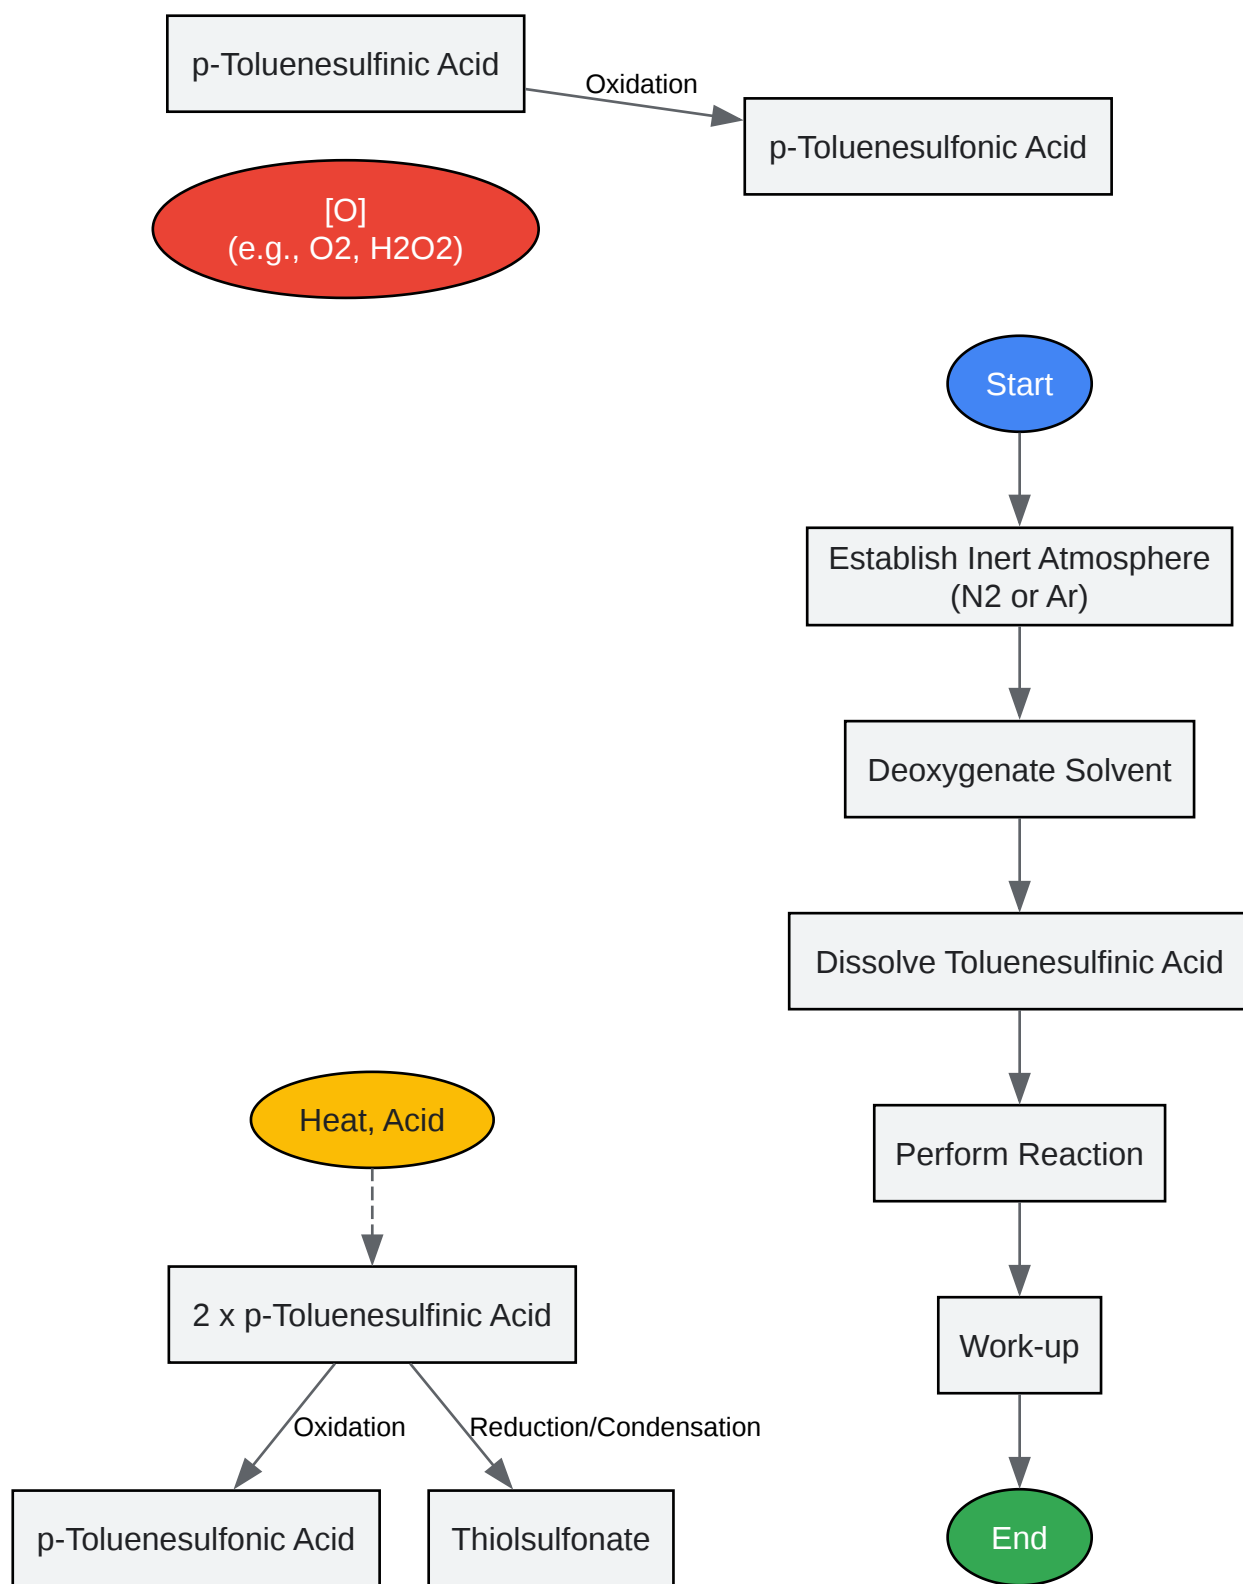 p-Toluenesulfinic Acid
Oxidation
p-Toluenesulfonic Acid
[O]
(e.g., O2, H2O2)
Start
Establish Inert Atmosphere
(N2 or Ar)
Deoxygenate Solvent
Dissolve Toluenesulfinic Acid
Perform Reaction
Work-up
End
Heat, Acid
2 x p-Toluenesulfinic Acid
Oxidation
Reduction/Condensation
p-Toluenesulfonic Acid
Thiolsulfonate